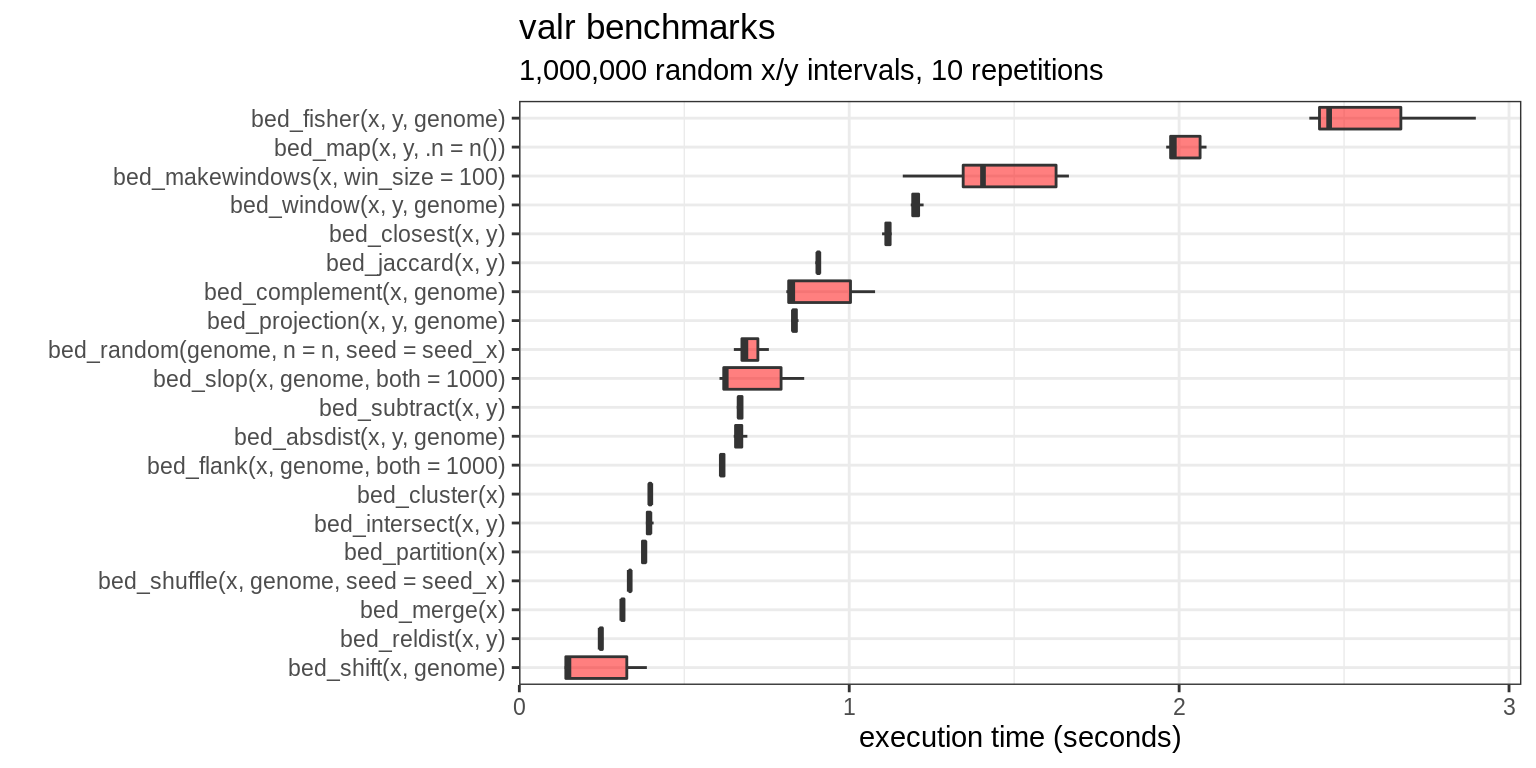 valr benchmarks
1,000,000 random x/y intervals, 10 repetitions
bed_fisher(x, y, genome)
bed_map(x, y, .n = n())
bed_makewindows(x, win_size = 100)
bed_window(x, y, genome)
bed_closest(x, y)
bed_jaccard(x, y)
bed_complement(x, genome)
bed_projection(x, y, genome)
bed_random(genome, n = n, seed = seed_x)
bed_slop(x, genome, both = 1000)
bed_subtract(x, y)
bed_absdist(x, y, genome)
bed_flank(x, genome, both = 1000)
bed_cluster(x)
bed_intersect(x, y)
bed_partition(x)
bed_shuffle(x, genome, seed = seed_x)
bed_merge(x)
bed_reldist(x, y)
bed_shift(x, genome)
0 1 2 3
execution time (seconds)